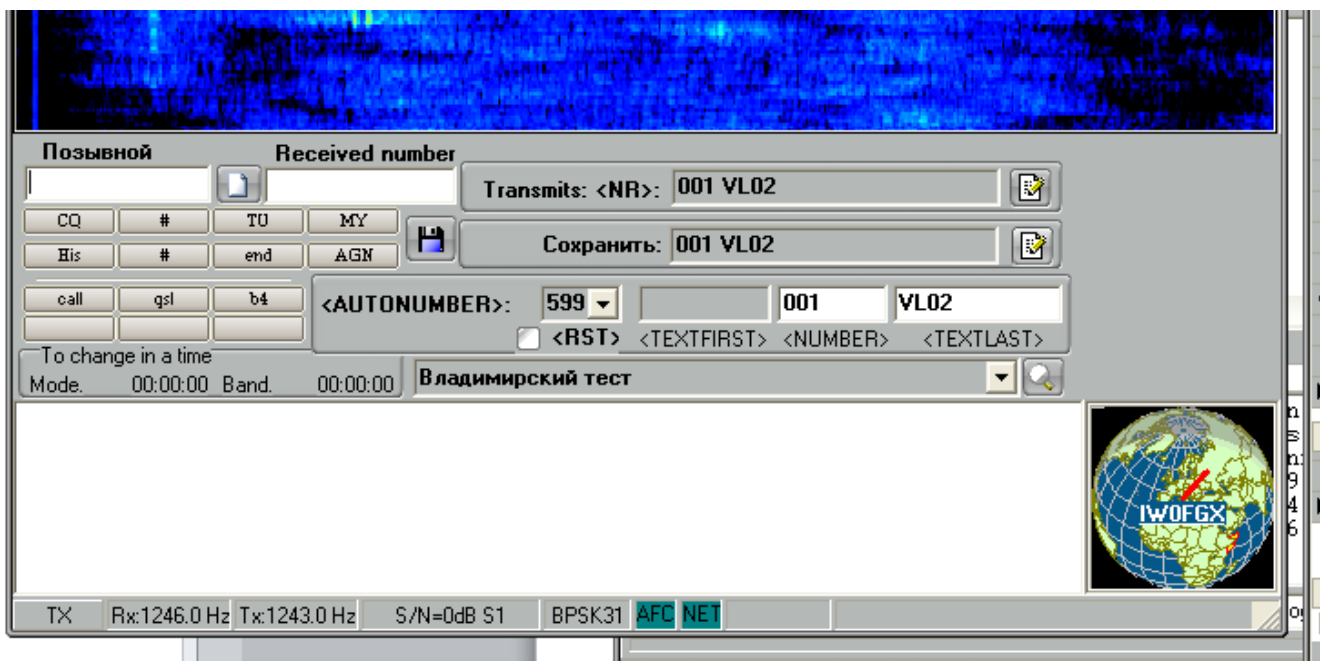 Позывной Received number
Transmits: <NR>: 001 VL02
CQ # TU MY
Сохранить: 001 VL02
His # end AGN
call qsl b4
<AUTONUMBER>: 599 001 VL02
<RST> <TEXTFIRST> <NUMBER> <TEXTLAST>
To change in a time
Mode. 00:00:00 Band. 00:00:00
Владимирский тест
IW0FGX
TX Rx:1246.0 Hz Tx:1243.0 Hz S/N=0dB S1 BPSK31 AFC NET